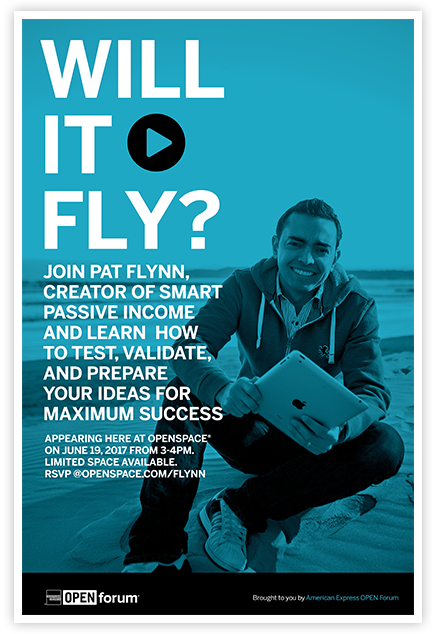 WILL
IT
FLY?
JOIN PAT FLYNN,
CREATOR OF SMART
PASSIVE INCOME
AND LEARN HOW
TO TEST, VALIDATE,
AND PREPARE
YOUR IDEAS FOR
MAXIMUM SUCCESS
APPEARING HERE AT OPENSPACE®
ON JUNE 19, 2017 FROM 3-4PM.
LIMITED SPACE AVAILABLE.
RSVP @OPENSPACE.COM/FLYNN
OPEN forum®
Brought to you by American Express OPEN Forum